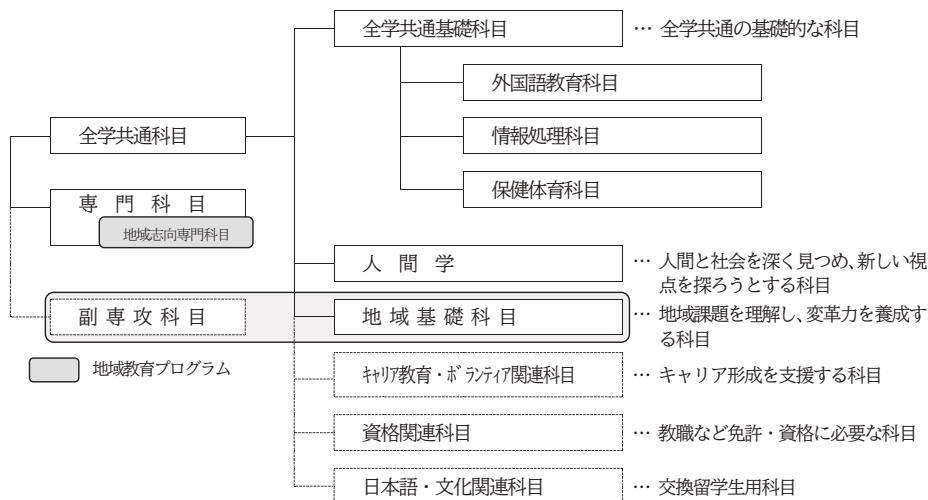 全学共通基礎科目 … 全学共通の基礎的な科目
外国語教育科目
情報処理科目
保健体育科目
全学共通科目
専門科目
地域志向専門科目
副専攻科目
地域教育プログラム
人間学 … 人間と社会を深く見つめ、新しい視
点を探ろうとする科目
地域基礎科目 … 地域課題を理解し、変革力を養成す
る科目
ｷｬﾘｱ教育・ﾎﾞﾗﾝﾃｨｱ関連科目 … キャリア形成を支援する科目
資格関連科目 … 教職など免許・資格に必要な科目
日本語・文化関連科目 … 交換留学生用科目